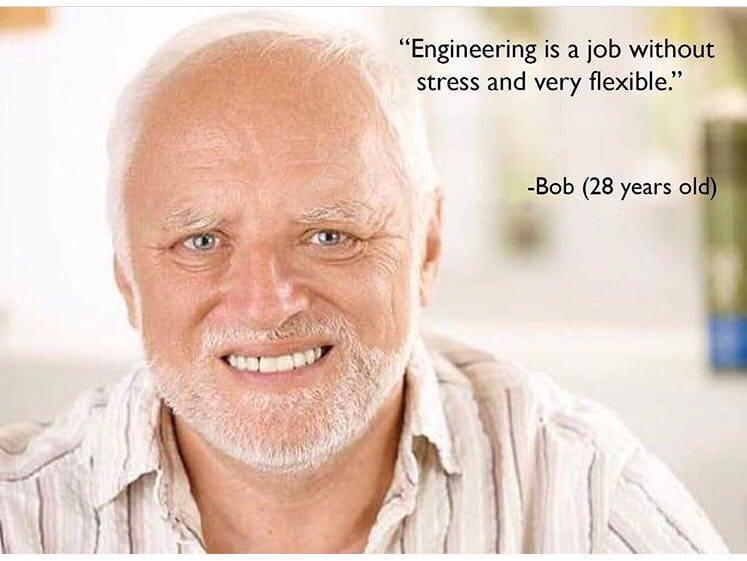 “Engineering is a job without
stress and very flexible.”
-Bob (28 years old)